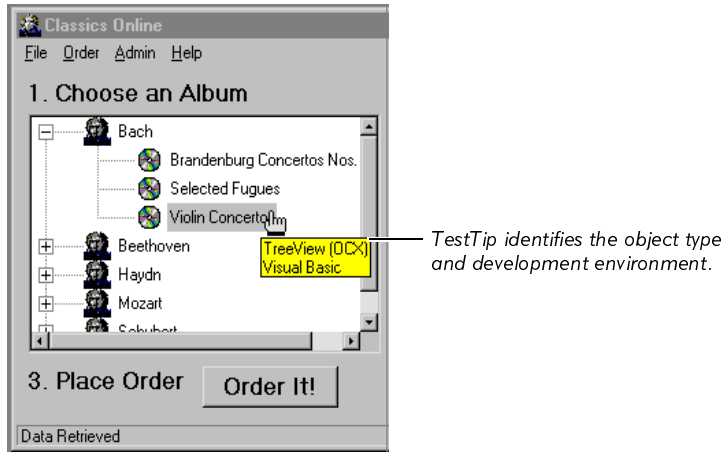 Classics Online
File Order Admin Help
1. Choose an Album
Bach
Brandenburg Concertos Nos.
Selected Fugues
Violin Concertos
TreeView (OCX)
Visual Basic
TestTip identifies the object type
and development environment.
Beethoven
Haydn
Mozart
Schubert
3. Place Order
Order It!
Data Retrieved